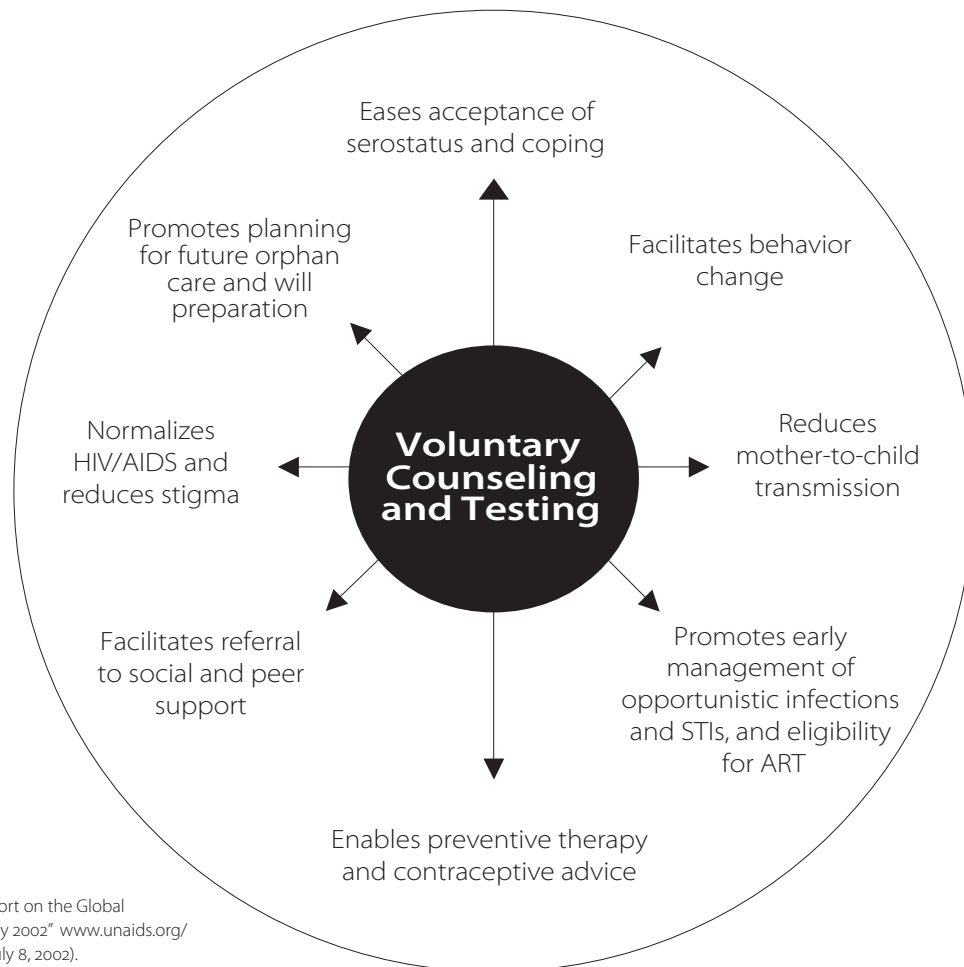 Eases acceptance of
serostatus and coping
Facilitates behavior
change
Reduces
mother-to-child
transmission
Promotes early
management of
opportunistic infections
and STIs, and eligibility
for ART
Enables preventive therapy
and contraceptive advice
Facilitates referral
to social and peer
support
Normalizes
HIV/AIDS and
reduces stigma
Promotes planning
for future orphan
care and will
preparation
Voluntary
Counseling
and Testing
ort on the Global
y 2002” www.unaids.org/
uly 8, 2002).